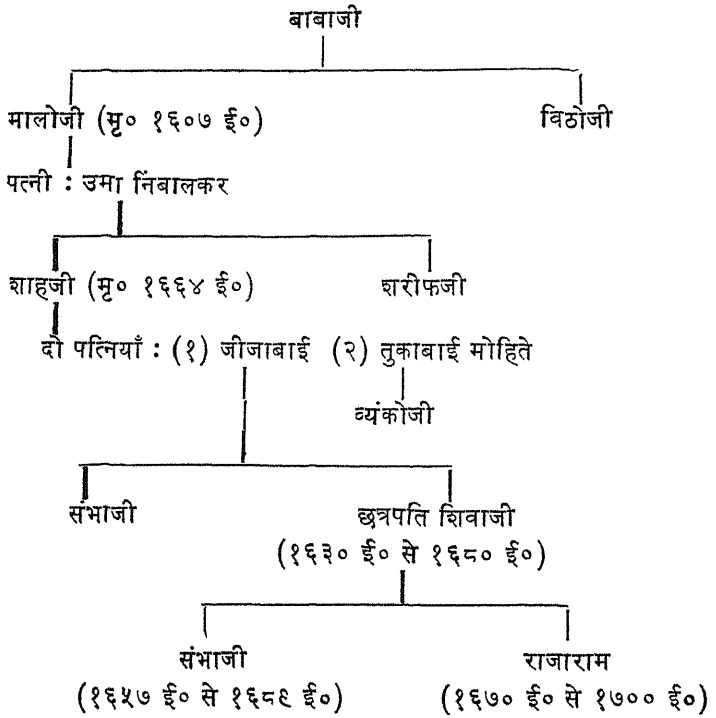 बाबाजी
मालोजी (मृ० १६०७ ई०) विठोजी
पत्नी : उमा निंबालकर
शाहजी (मृ० १६६४ ई०) शरीफजी
दो पत्नियाँ : (१) जीजाबाई (२) तुकाबाई मोहिते
व्यंकोजी
संभाजी छत्रपति शिवाजी
(१६३० ई० से १६८० ई०)
संभाजी राजाराम
(१६५७ ई० से १६८९ ई०) (१६७० ई० से १७०० ई०)